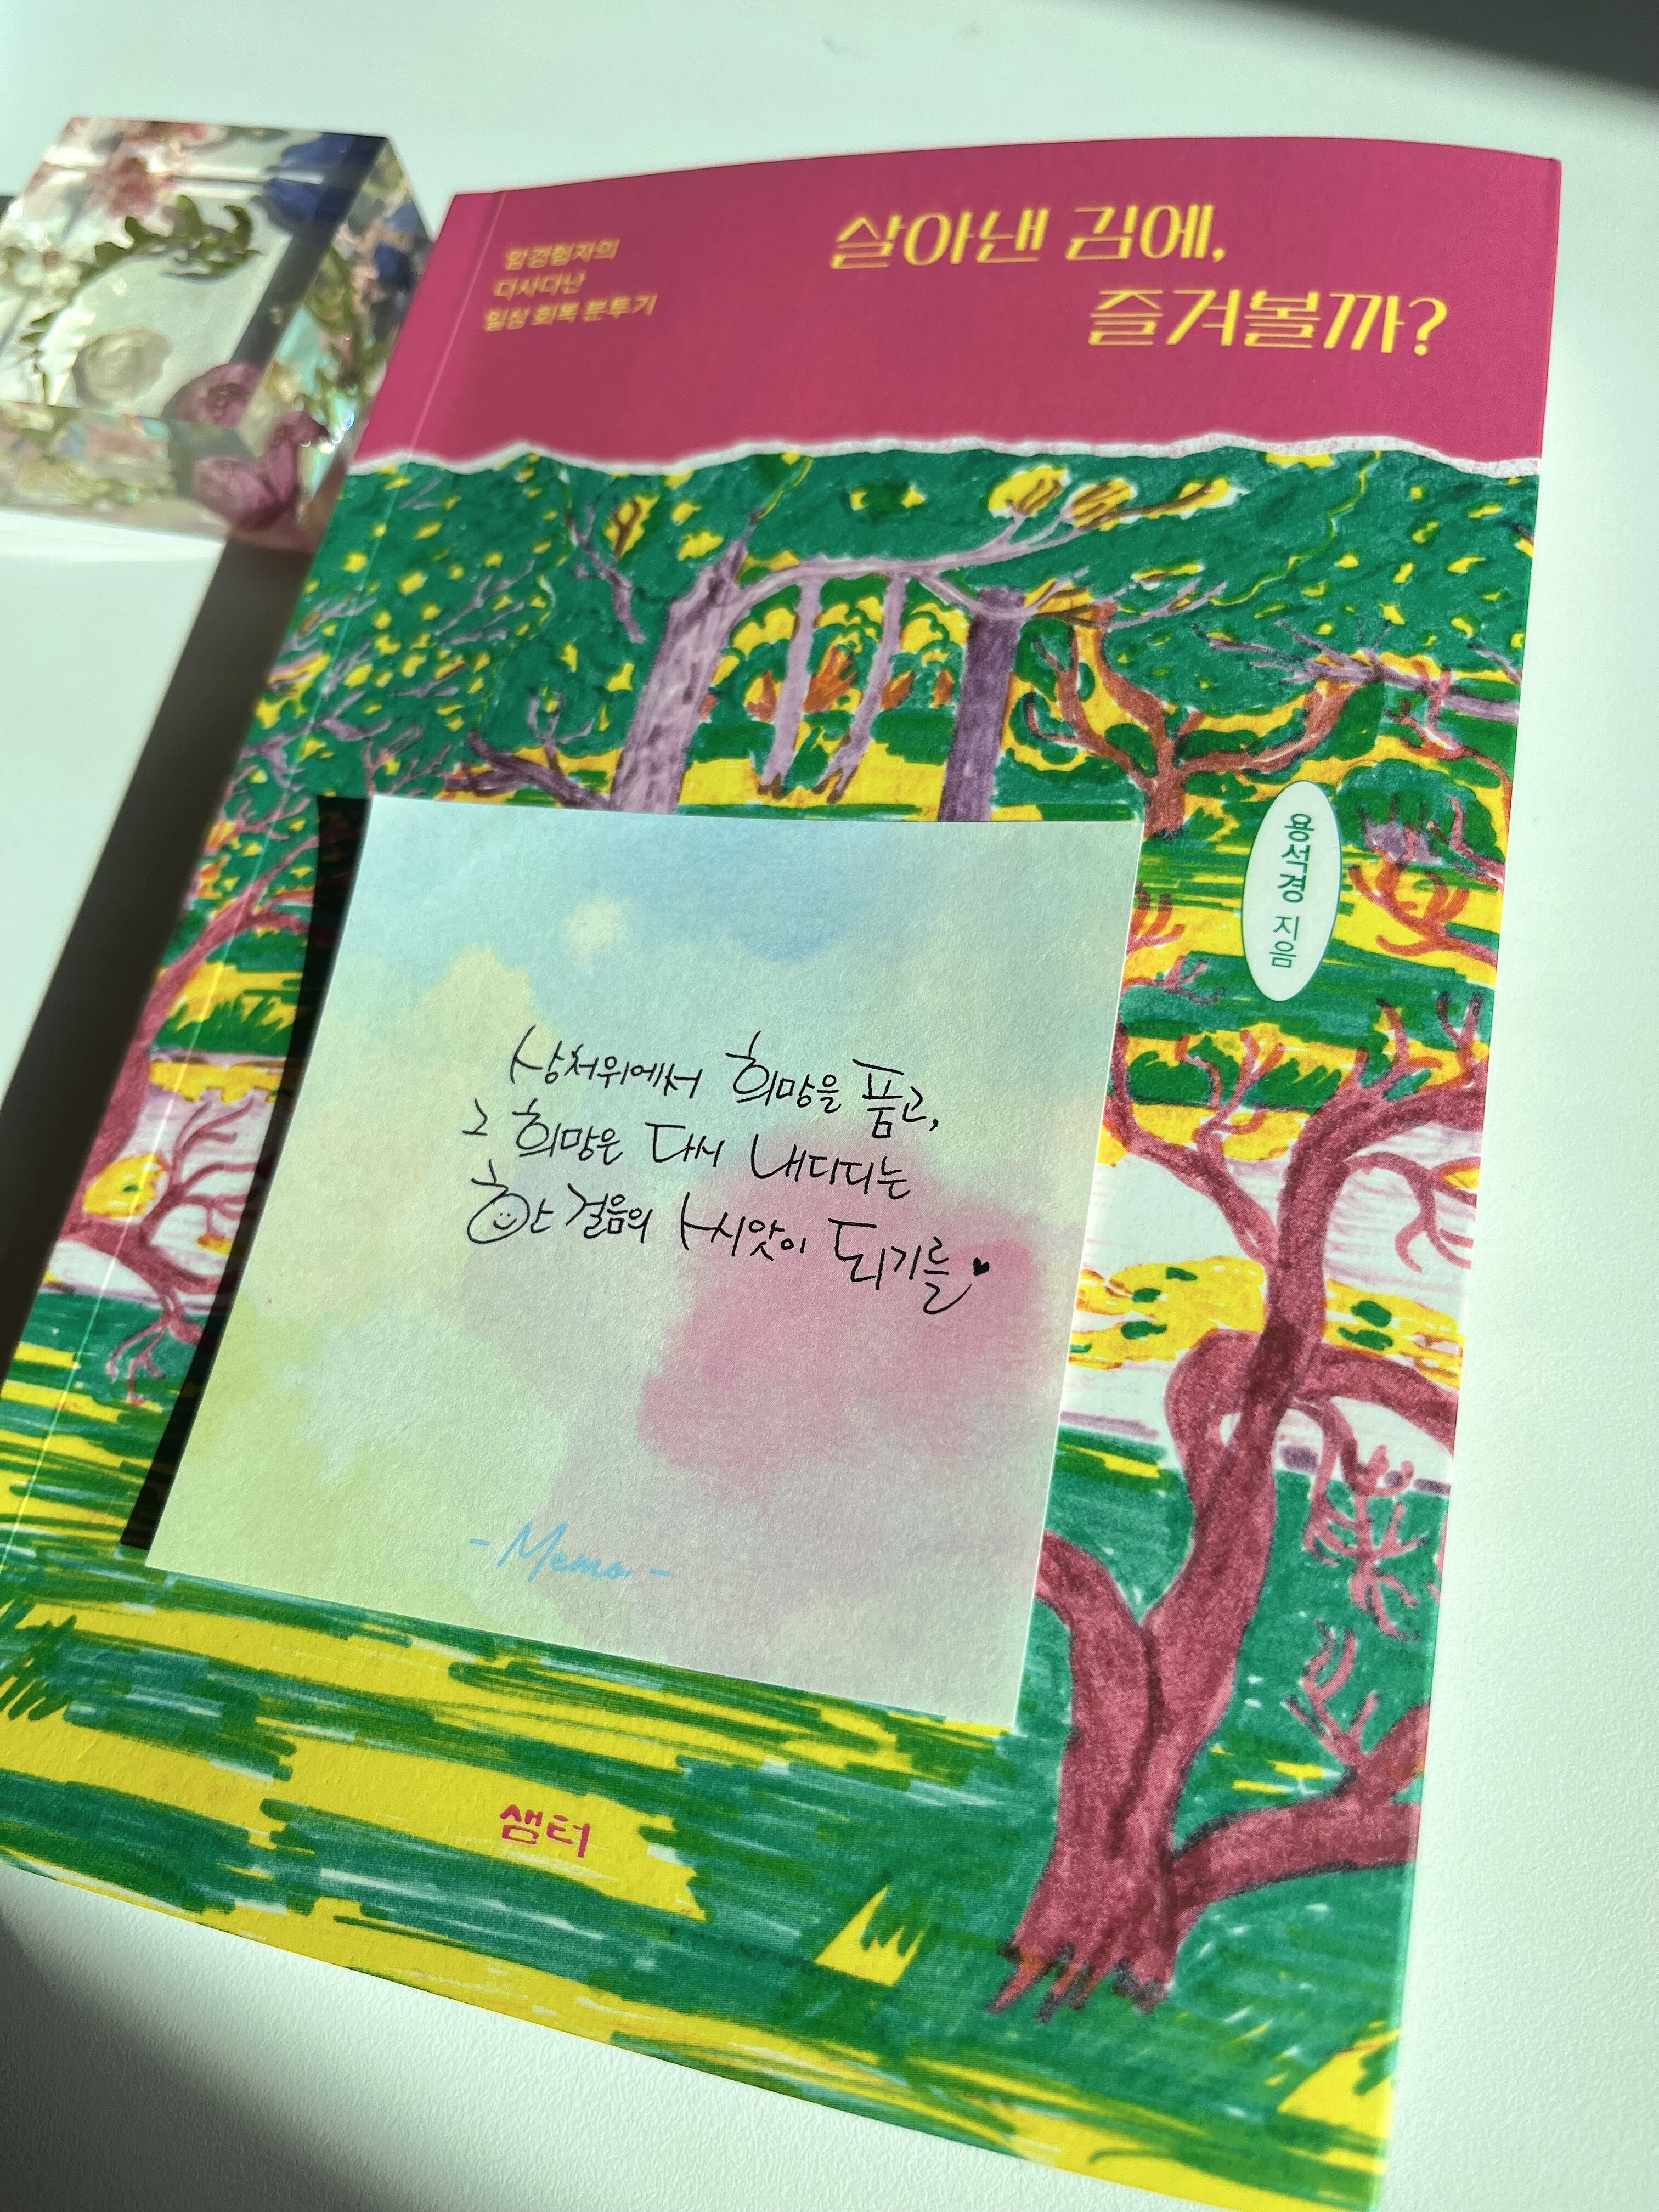 암경험자의
다사다난
일상 회복 분투기
살아낸 김에,
즐겨볼까?
용석경 지음
상처위에서 희망을 품고,
그 희망은 다시 내디디는
한 걸음의 씨앗이 되기를
- Memo. -
샘터